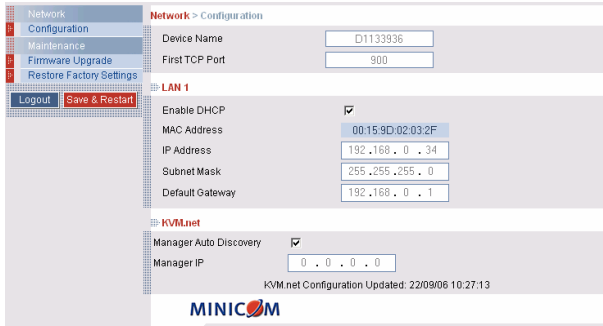 Network
Configuration
Maintenance
Firmware Upgrade
Restore Factory Settings
Logout Save & Restart
Network > Configuration
Device Name D1133936
First TCP Port 900
LAN 1
Enable DHCP
MAC Address 00:15:9D:02:03:2F
IP Address 192.168. 0 . 34
Subnet Mask 255.255.255. 0
Default Gateway 192.168. 0 . 1
KVM.net
Manager Auto Discovery
Manager IP 0 . 0 . 0 . 0
KVM.net Configuration Updated: 22/09/06 10:27:13
MINICOM